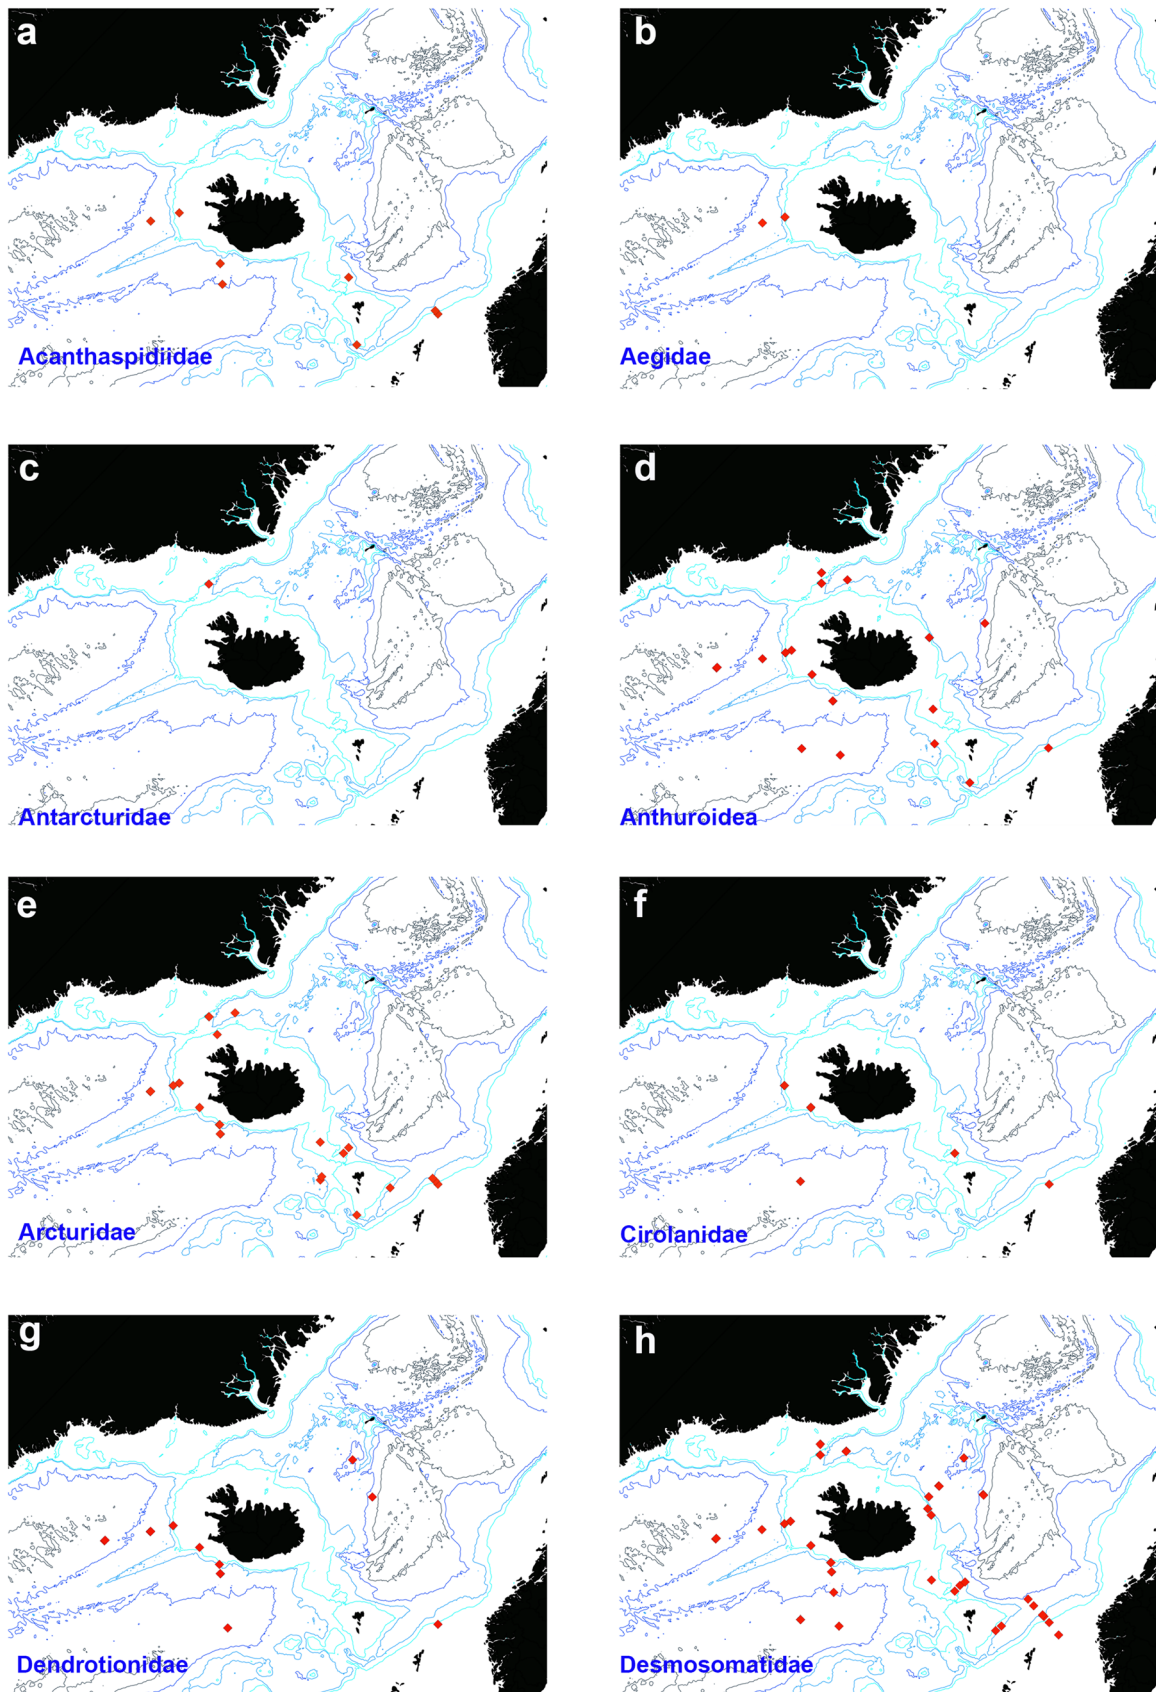 a
b
Acanthaspidiidae
Aegidae
c
d
Antarcturidae
Anthuroidea
e
f
Arcturidae
Cirolanidae
g
h
Dendrotionidae
Desmosomatidae